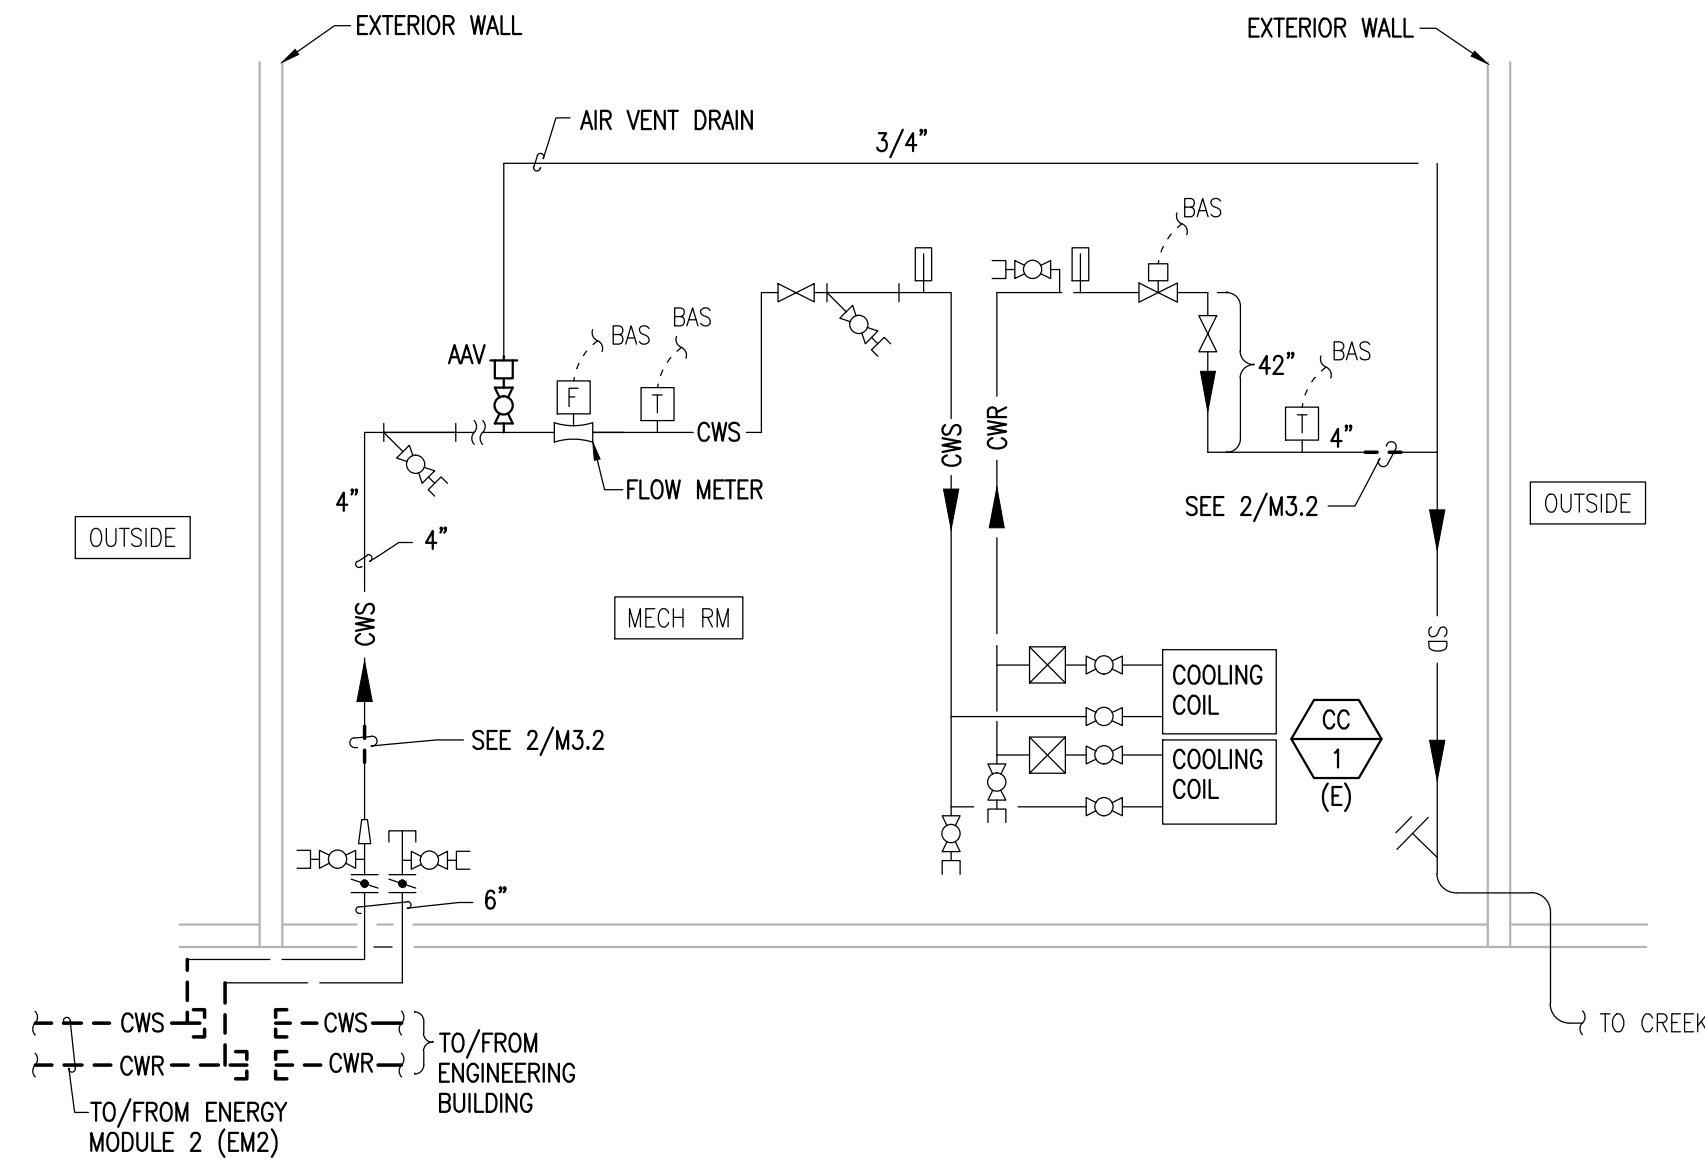 EXTERIOR WALL
EXTERIOR WALL
AIR VENT DRAIN
3/4"
BAS
BAS
BAS
AAV
F
T
CWS
FLOW METER
42"
BAS
T
4"
SEE 2/M3.2
CWS
CWR
4"
4"
OUTSIDE
OUTSIDE
MECH RM
CWS
SD
COOLING
COIL
COOLING
COIL
CC
1
(E)
SEE 2/M3.2
6"
CWS
CWR
CWS
CWR
TO/FROM
ENGINEERING
BUILDING
TO/FROM ENERGY
MODULE 2 (EM2)
TO CREEK